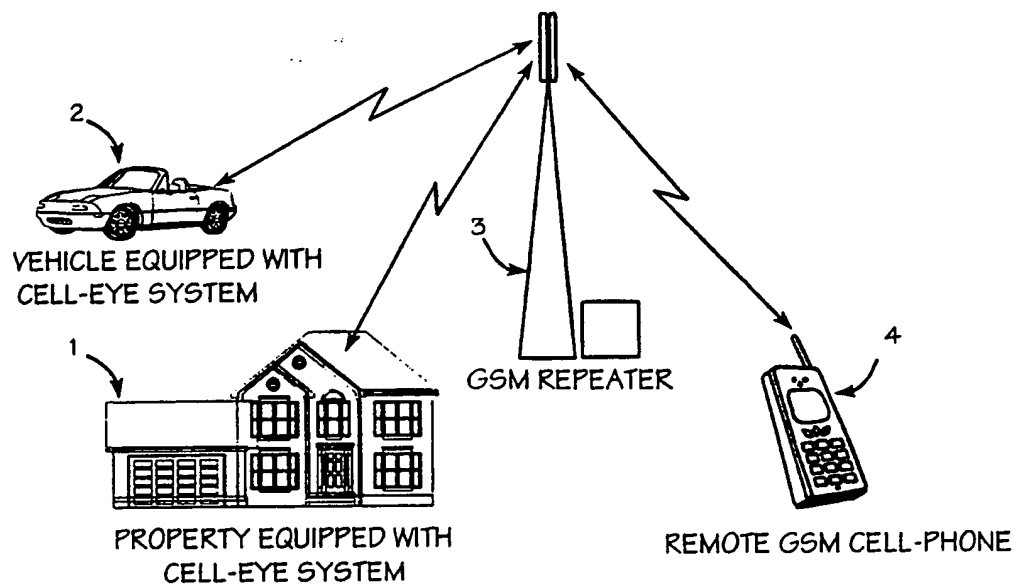 2
VEHICLE EQUIPPED WITH
CELL-EYE SYSTEM
3
1
GSM REPEATER
4
PROPERTY EQUIPPED WITH
CELL-EYE SYSTEM
REMOTE GSM CELL-PHONE